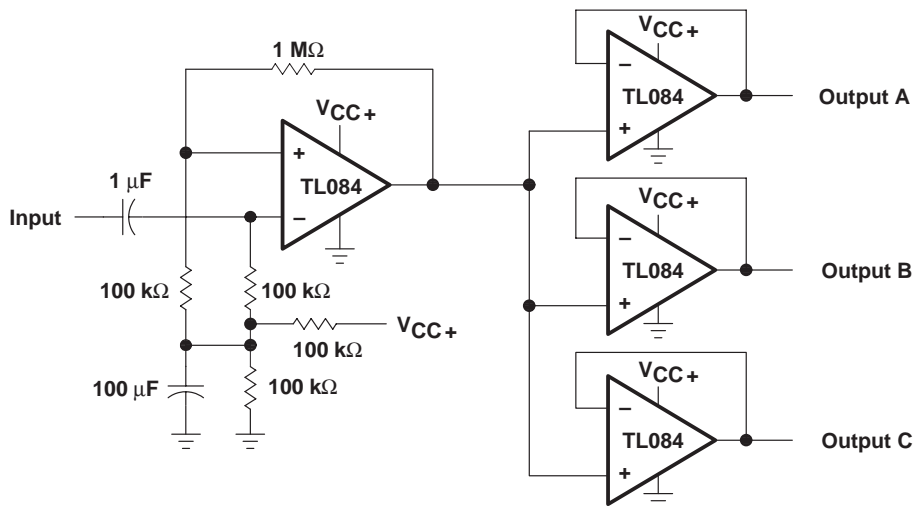 1 MΩ
VCC+
+
TL084
−
1 μF
Input
100 kΩ
100 kΩ
VCC+
100 kΩ
100 μF
100 kΩ
VCC+
−
TL084
+
Output A
VCC+
−
TL084
+
Output B
VCC+
−
TL084
+
Output C